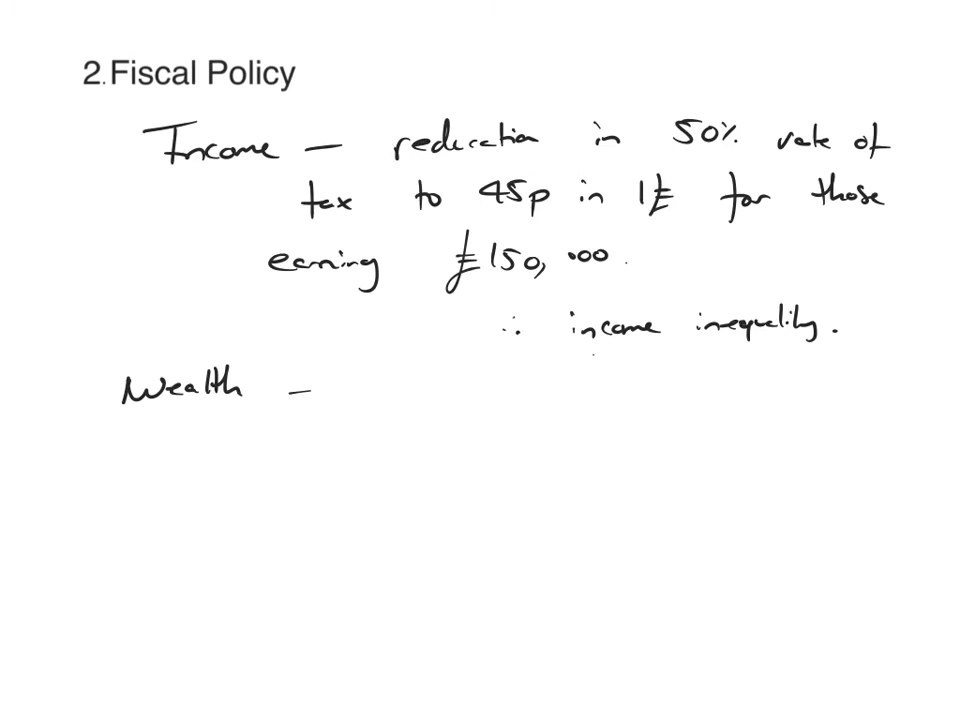 2. Fiscal Policy
Income – reducation in 50% rate of
tax to 45p in 1£ for those
earning £150,000.
∴ income inequality.
Wealth –